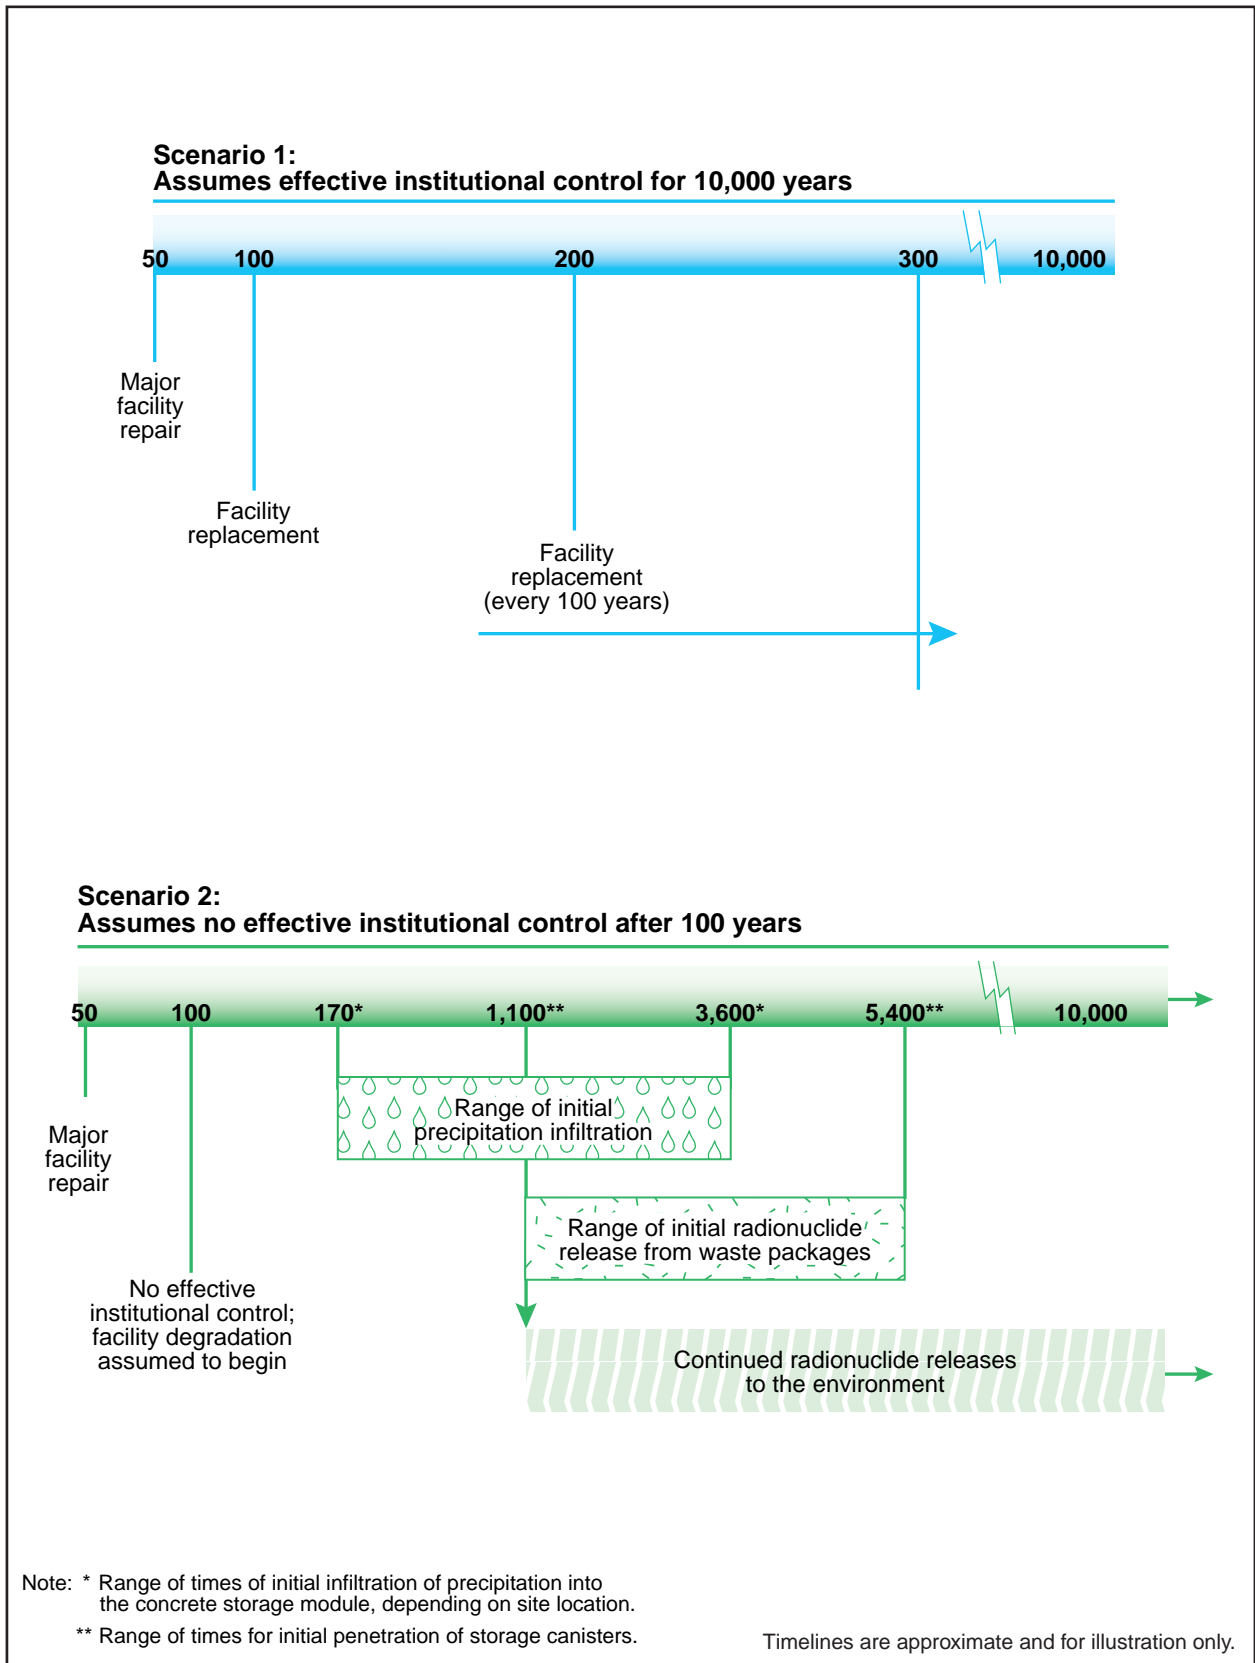 Scenario 1:
Assumes effective institutional control for 10,000 years
50 100 200 300 10,000
Major
facility
repair
Facility
replacement
Facility
replacement
(every 100 years)
Scenario 2:
Assumes no effective institutional control after 100 years
50 100 170* 1,100** 3,600* 5,400** 10,000
Range of initial
precipitation infiltration
Major
facility
repair
Range of initial radionuclide
release from waste packages
No effective
institutional control;
facility degradation
assumed to begin
Continued radionuclide releases
to the environment
Note: * Range of times of initial infiltration of precipitation into
the concrete storage module, depending on site location.
** Range of times for initial penetration of storage canisters.
Timelines are approximate and for illustration only.